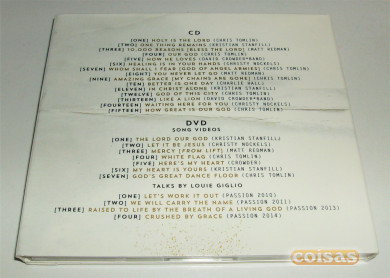 CD
[ONE] HOLY IS THE LORD [CHRIS TOMLIN]
[TWO] ONE THING REMAINS [KRISTIAN STANFILL]
[THREE] 10,000 REASONS [BLESS THE LORD] [MATT REDMAN]
[FOUR] OUR GOD [CHRIS TOMLIN]
[FIVE] HOW HE LOVES [DAVID CROWDER*BAND]
[SIX] HEALING IS IN YOUR HANDS [CHRISTY NOCKELS]
[SEVEN] WHOM SHALL I FEAR [GOD OF ANGEL ARMIES] [CHRIS TOMLIN]
[EIGHT] YOU NEVER LET GO [MATT REDMAN]
[NINE] AMAZING GRACE [MY CHAINS ARE GONE] [CHRIS TOMLIN]
[TEN] BETTER IS ONE DAY [CHARLIE HALL]
[ELEVEN] IN CHRIST ALONE [KRISTIAN STANFILL]
[TWELVE] GOD OF THIS CITY [CHRIS TOMLIN]
[THIRTEEN] LIKE A LION [DAVID CROWDER*BAND]
[FOURTEEN] WAITING HERE FOR YOU [CHRISTY NOCKELS]
[FIFTEEN] HOW GREAT IS OUR GOD [CHRIS TOMLIN]
DVD
SONG VIDEOS
[ONE] THE LORD OUR GOD [KRISTIAN STANFILL]
[TWO] LET IT BE JESUS [CHRISTY NOCKELS]
[THREE] MERCY [FROM LIFT] [MATT REDMAN]
[FOUR] WHITE FLAG [CHRIS TOMLIN]
[FIVE] HERE'S MY HEART [CROWDER]
[SIX] MY HEART IS YOURS [KRISTIAN STANFILL]
[SEVEN] GOD'S GREAT DANCE FLOOR [CHRIS TOMLIN]
TALKS BY LOUIE GIGLIO
[ONE] LET'S WORK IT OUT [PASSION 2010]
[TWO] WE WILL CARRY THE NAME [PASSION 2011]
[THREE] RAISED TO LIFE BY THE BREATH OF A LIVING GOD [PASSION 2013]
[FOUR] CRUSHED BY GRACE [PASSION 2014]
coisas